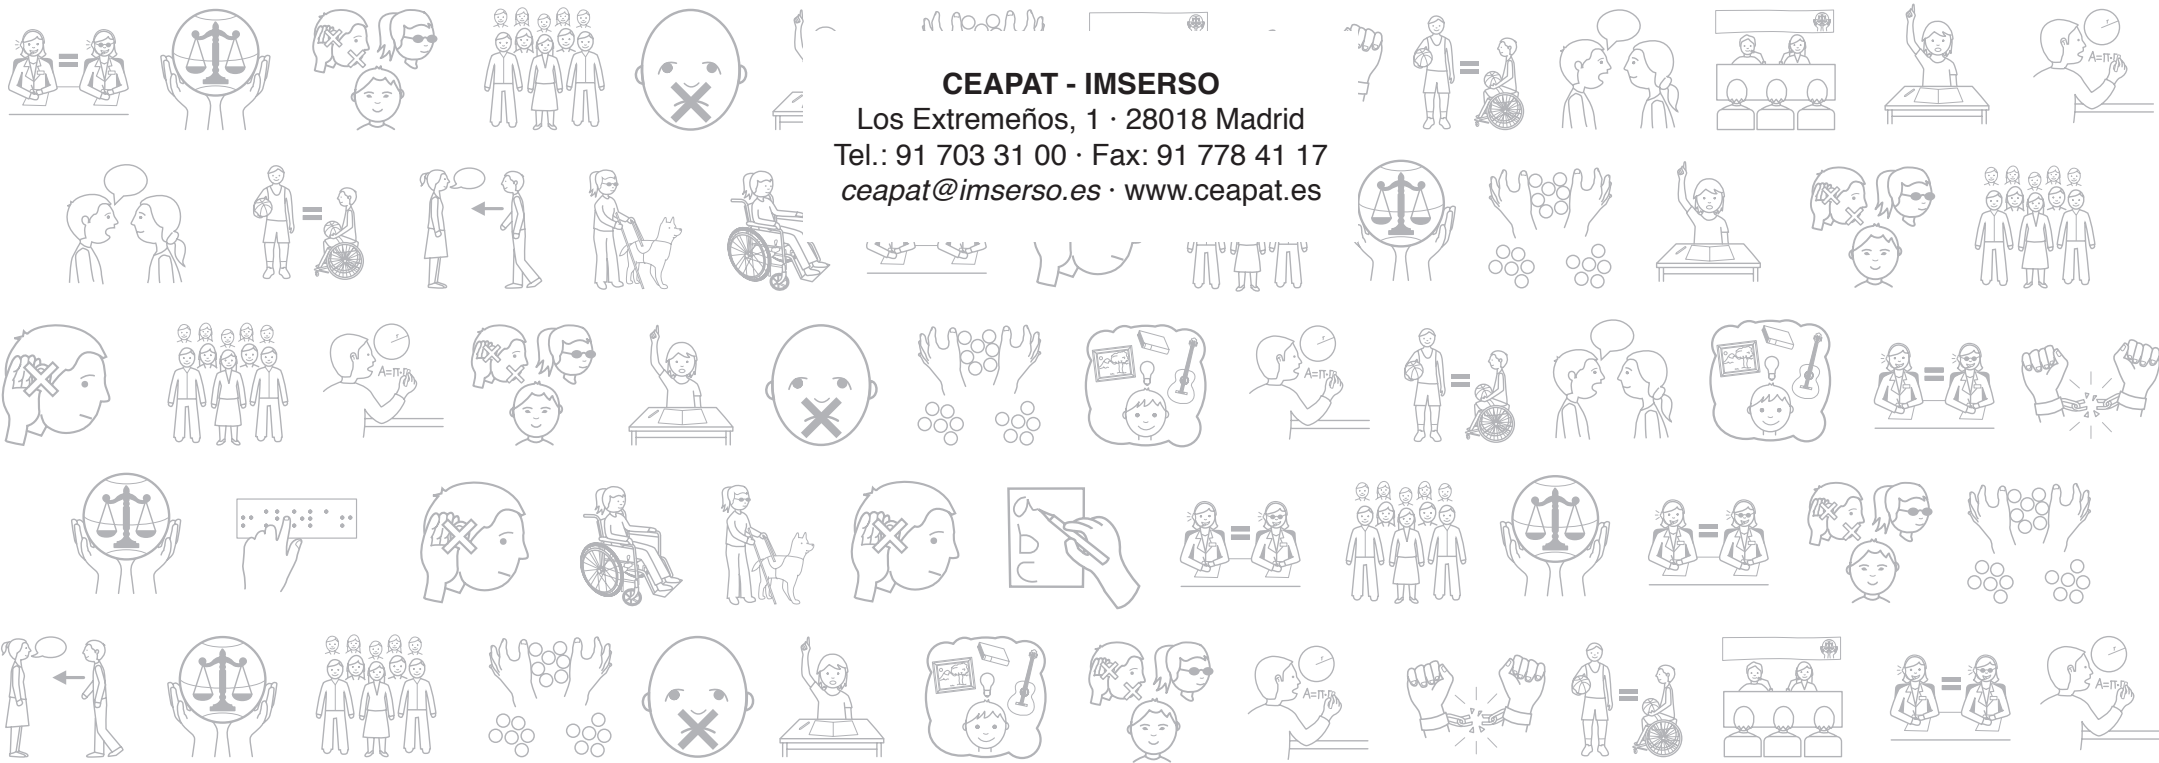 CEAPAT - IMSERSO
Los Extremeños, 1 · 28018 Madrid
Tel.: 91 703 31 00 · Fax: 91 778 41 17
ceapat@imserso.es · www.ceapat.es
A=π·r
A=π·r
A=π·r
A=π·r
A=π·r